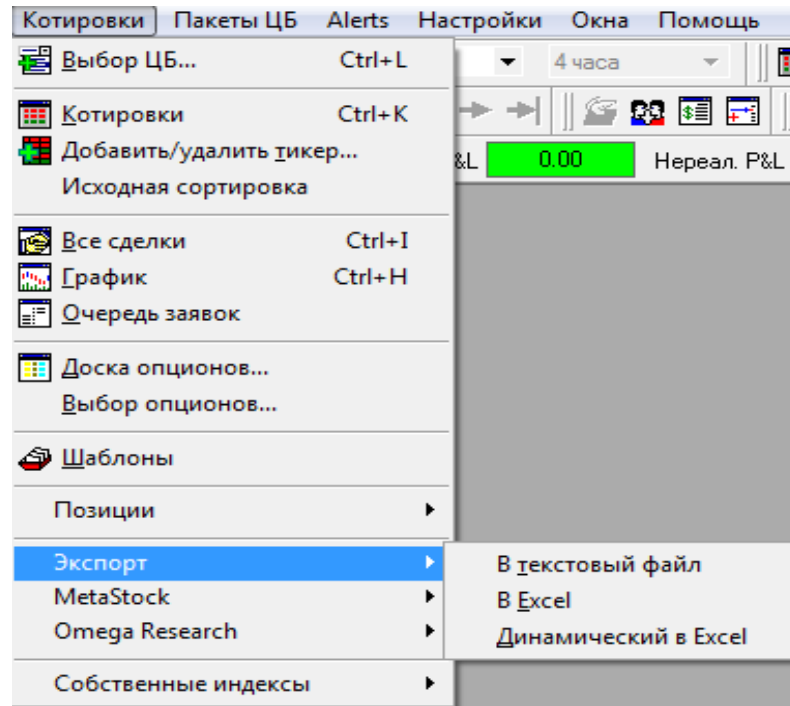 Котировки Пакеты ЦБ Alerts Настройки Окна Помощь
Выбор ЦБ... Ctrl+L 4 часа
Котировки Ctrl+K
Добавить/удалить тикер...
&L 0.00 Нереал. P&L
Исходная сортировка
Все сделки Ctrl+I
График Ctrl+H
Очередь заявок
Доска опционов...
Выбор опционов...
Шаблоны
Позиции
Экспорт
В текстовый файл
MetaStock
В Excel
Omega Research
Динамический в Excel
Собственные индексы